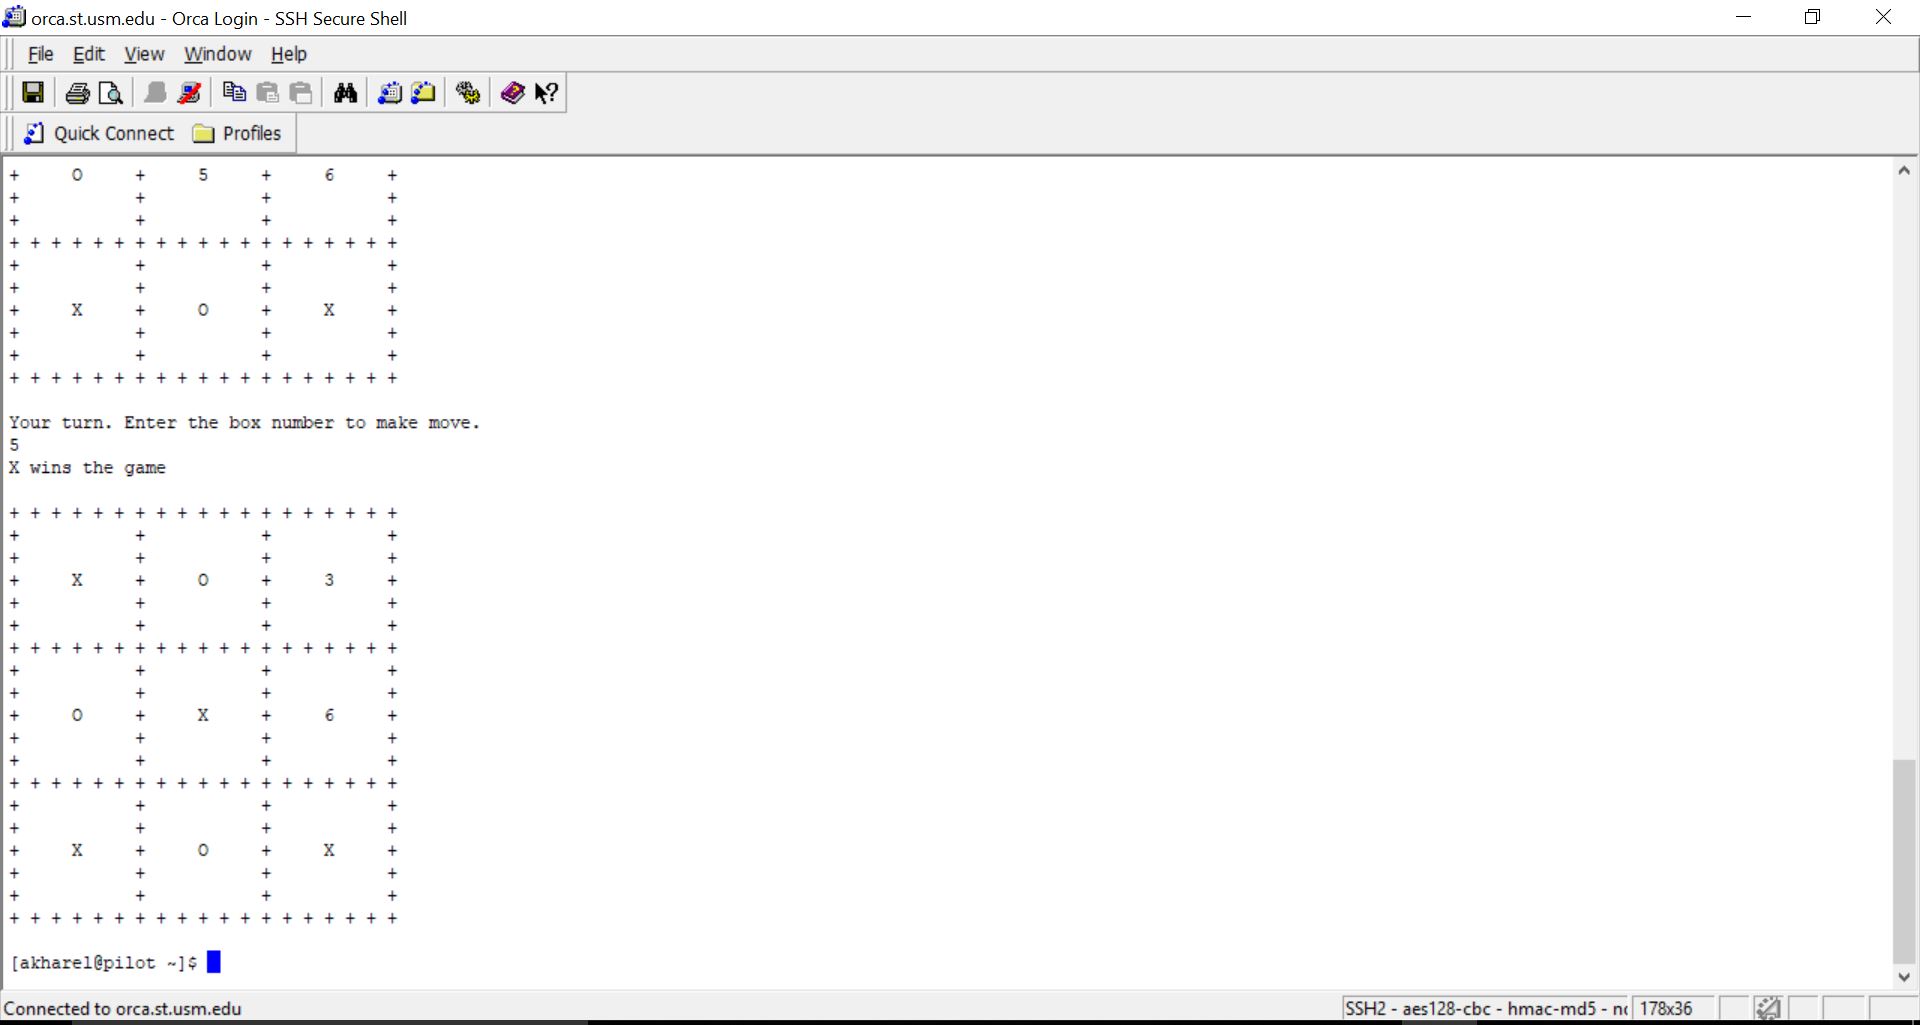 orca.st.usm.edu - Orca Login - SSH Secure Shell
File Edit View Window Help
Quick Connect Profiles
+ O + 5 + 6 +
+ + + +
+ + + +
+ + + + + + + + + + + + + + + + + + +
+ + + +
+ + + +
+ X + O + X +
+ + + +
+ + + +
+ + + + + + + + + + + + + + + + + + +
Your turn. Enter the box number to make move.
5
X wins the game
+ + + + + + + + + + + + + + + + + + +
+ + + +
+ + + +
+ X + O + 3 +
+ + + +
+ + + +
+ + + + + + + + + + + + + + + + + + +
+ + + +
+ + + +
+ O + X + 6 +
+ + + +
+ + + +
+ + + + + + + + + + + + + + + + + + +
+ + + +
+ + + +
+ X + O + X +
+ + + +
+ + + +
+ + + + + + + + + + + + + + + + + + +
[akharel@pilot ~]$
Connected to orca.st.usm.edu SSH2 - aes128-cbc - hmac-md5 - 178x36